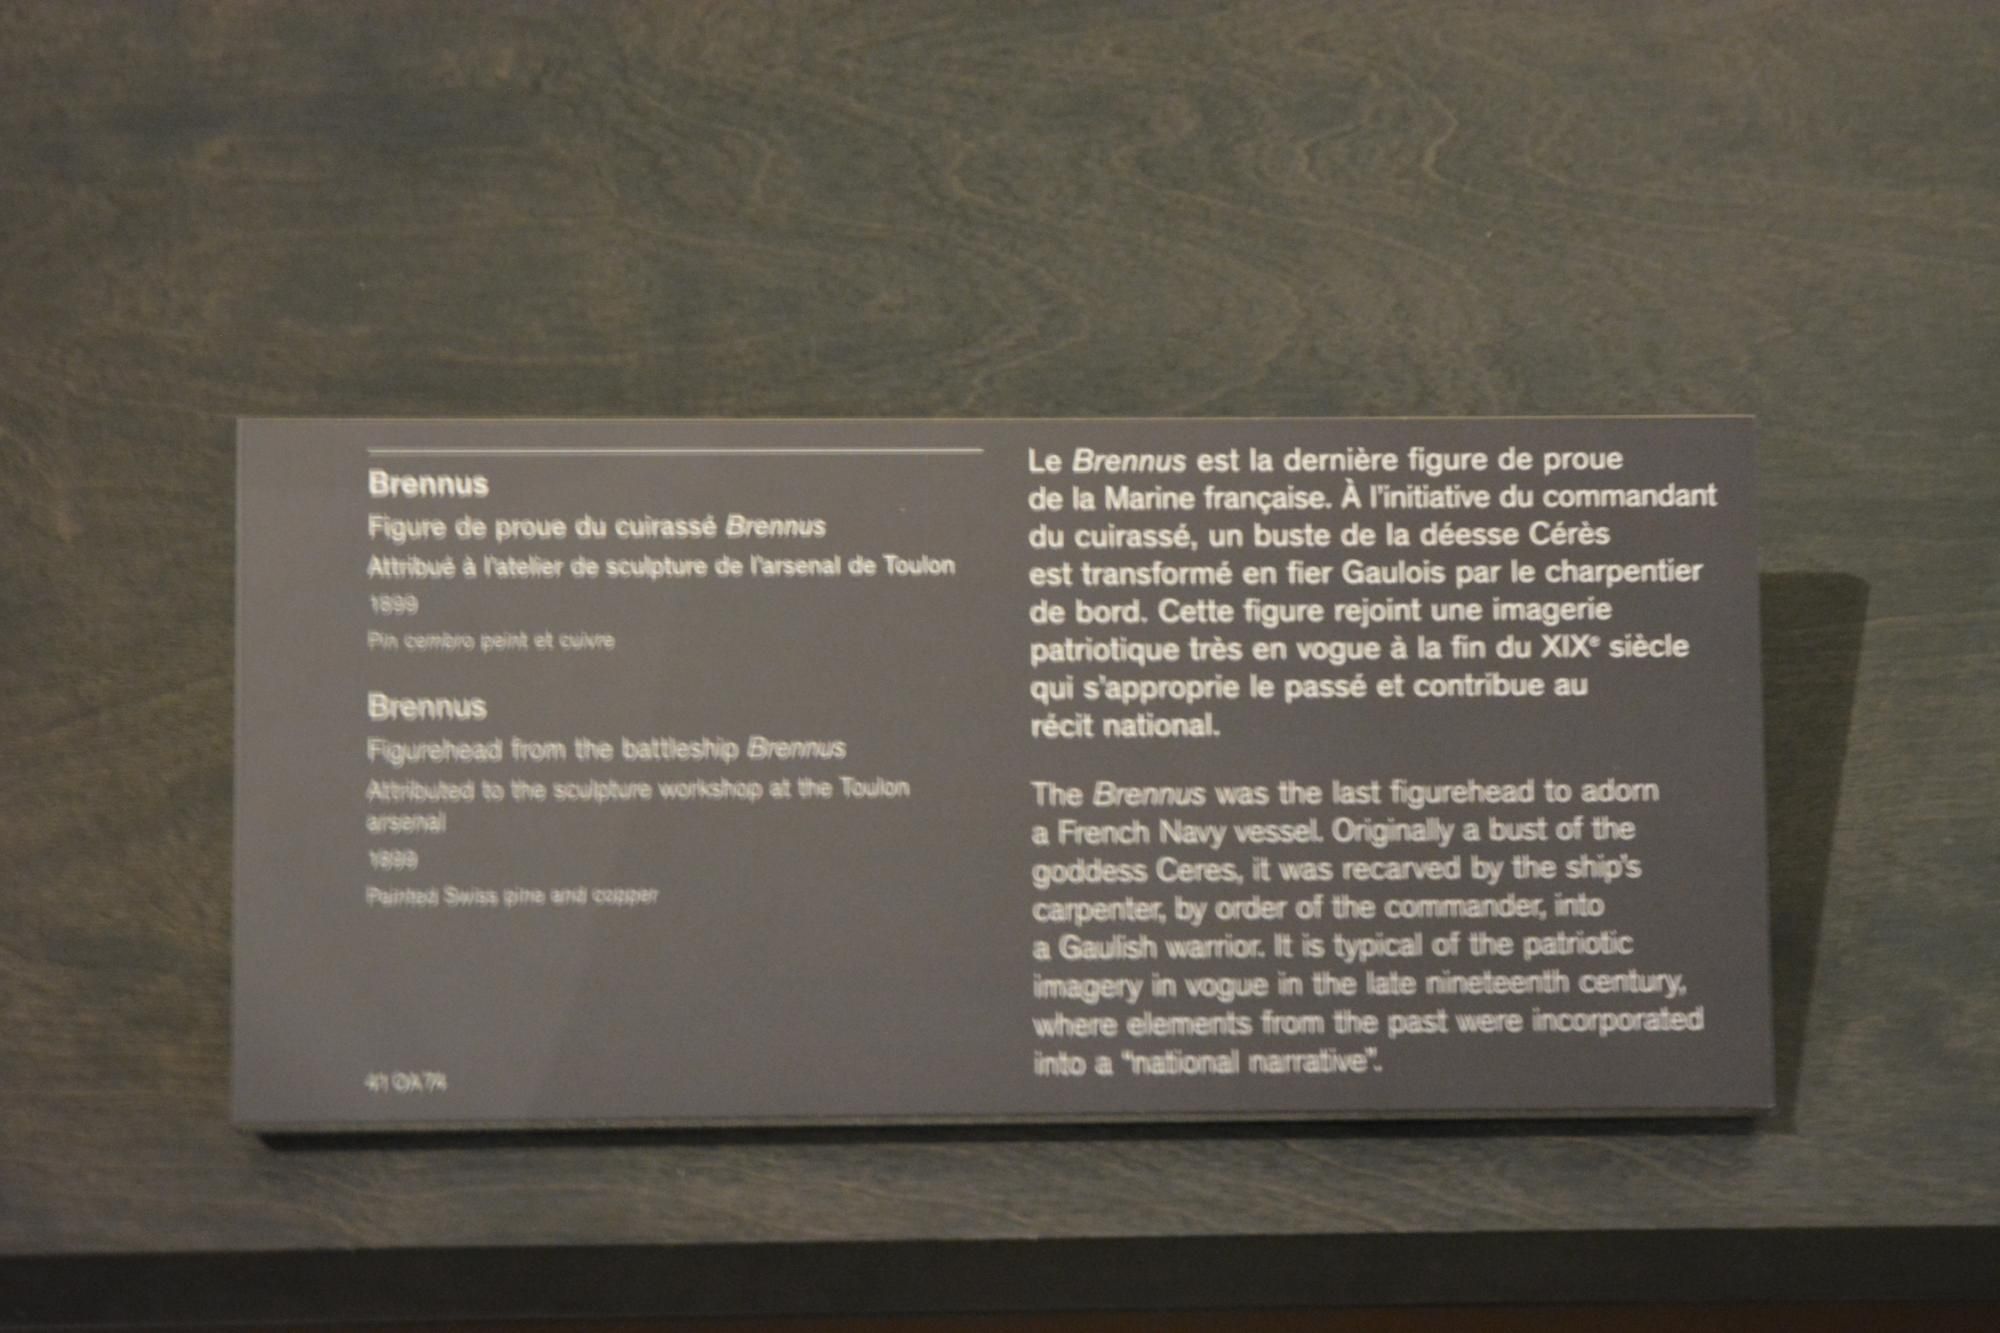 Brennus
Figure de proue du cuirassé Brennus
Attribué à l'atelier de sculpture de l'arsenal de Toulon
1899
Pin cembro peint et cuivre
Brennus
Figurehead from the battleship Brennus
Attributed to the sculpture workshop at the Toulon
arsenal
1899
Painted Swiss pine and copper
41 OA 74
Le Brennus est la dernière figure de proue
de la Marine française. À l'initiative du commandant
du cuirassé, un buste de la déesse Cérès
est transformé en fier Gaulois par le charpentier
de bord. Cette figure rejoint une imagerie
patriotique très en vogue à la fin du XIXe siècle
qui s'approprie le passé et contribue au
récit national.
The Brennus was the last figurehead to adorn
a French Navy vessel. Originally a bust of the
goddess Ceres, it was recarved by the ship's
carpenter, by order of the commander, into
a Gaulish warrior. It is typical of the patriotic
imagery in vogue in the late nineteenth century,
where elements from the past were incorporated
into a "national narrative".